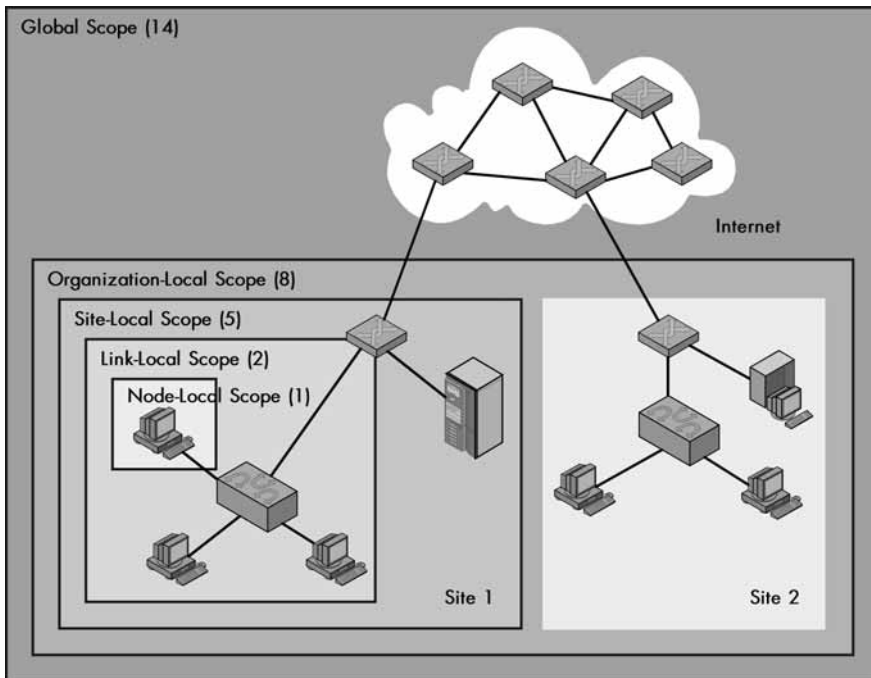 Global Scope (14)
Internet
Organization-Local Scope (8)
Site-Local Scope (5)
Link-Local Scope (2)
Node-Local Scope (1)
Site 1
Site 2